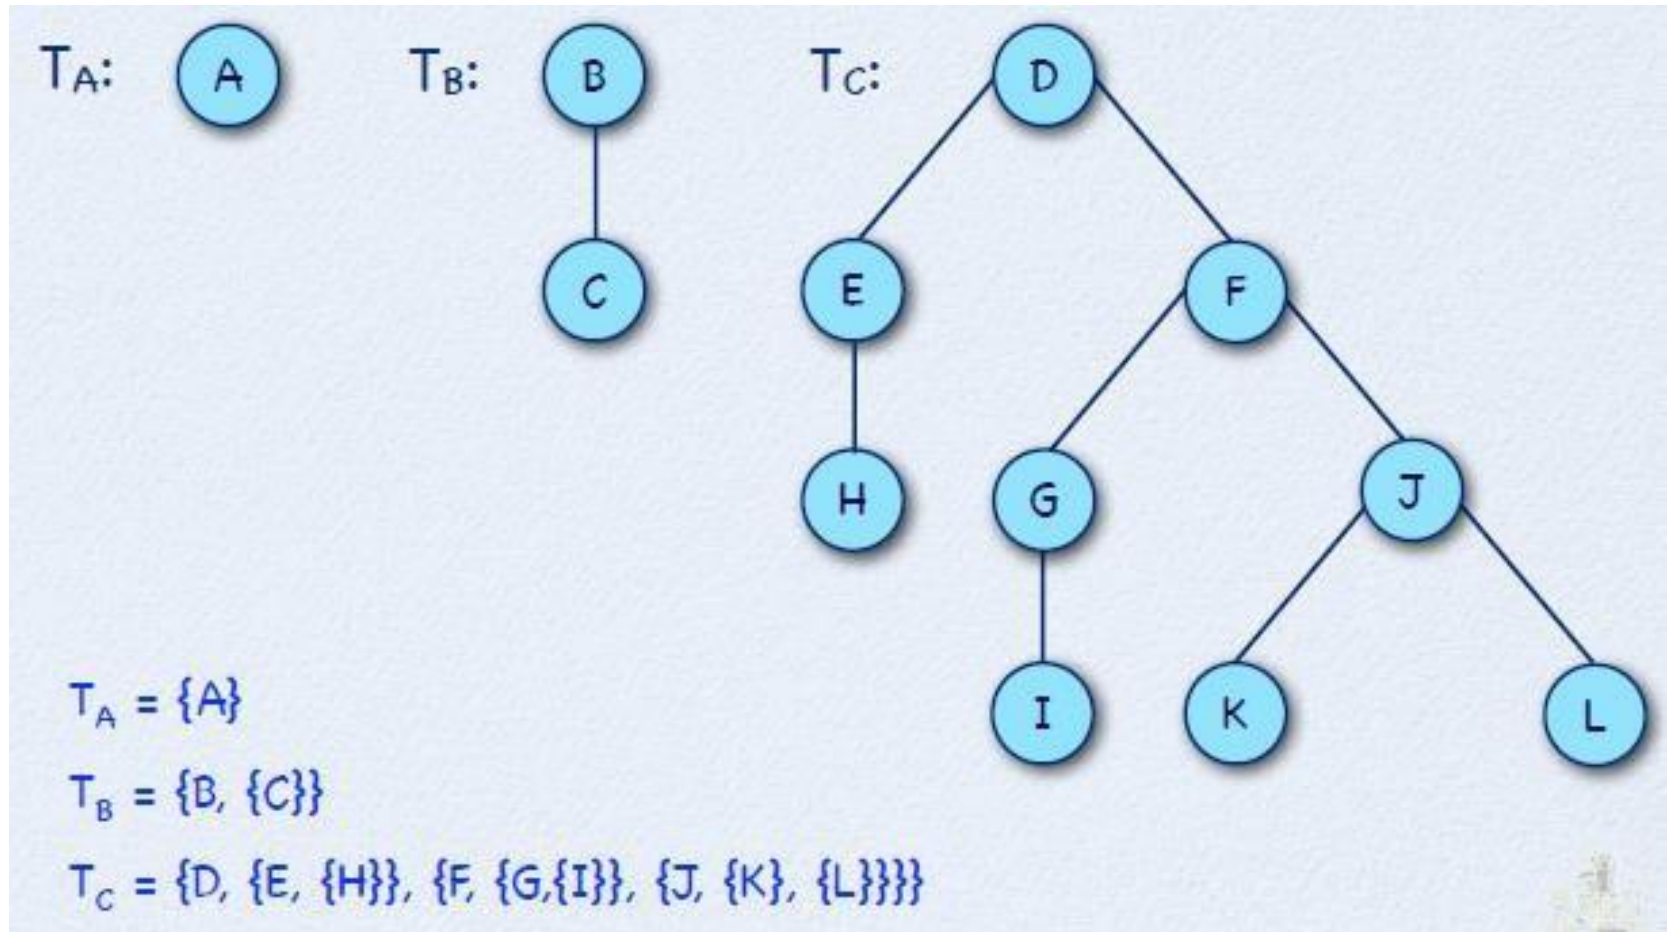 TA: A TB: B TC: D
C E F
H G J
I K L
TA = {A}
TB = {B, {C}}
TC = {D, {E, {H}}, {F, {G,{I}}, {J, {K}, {L}}}}